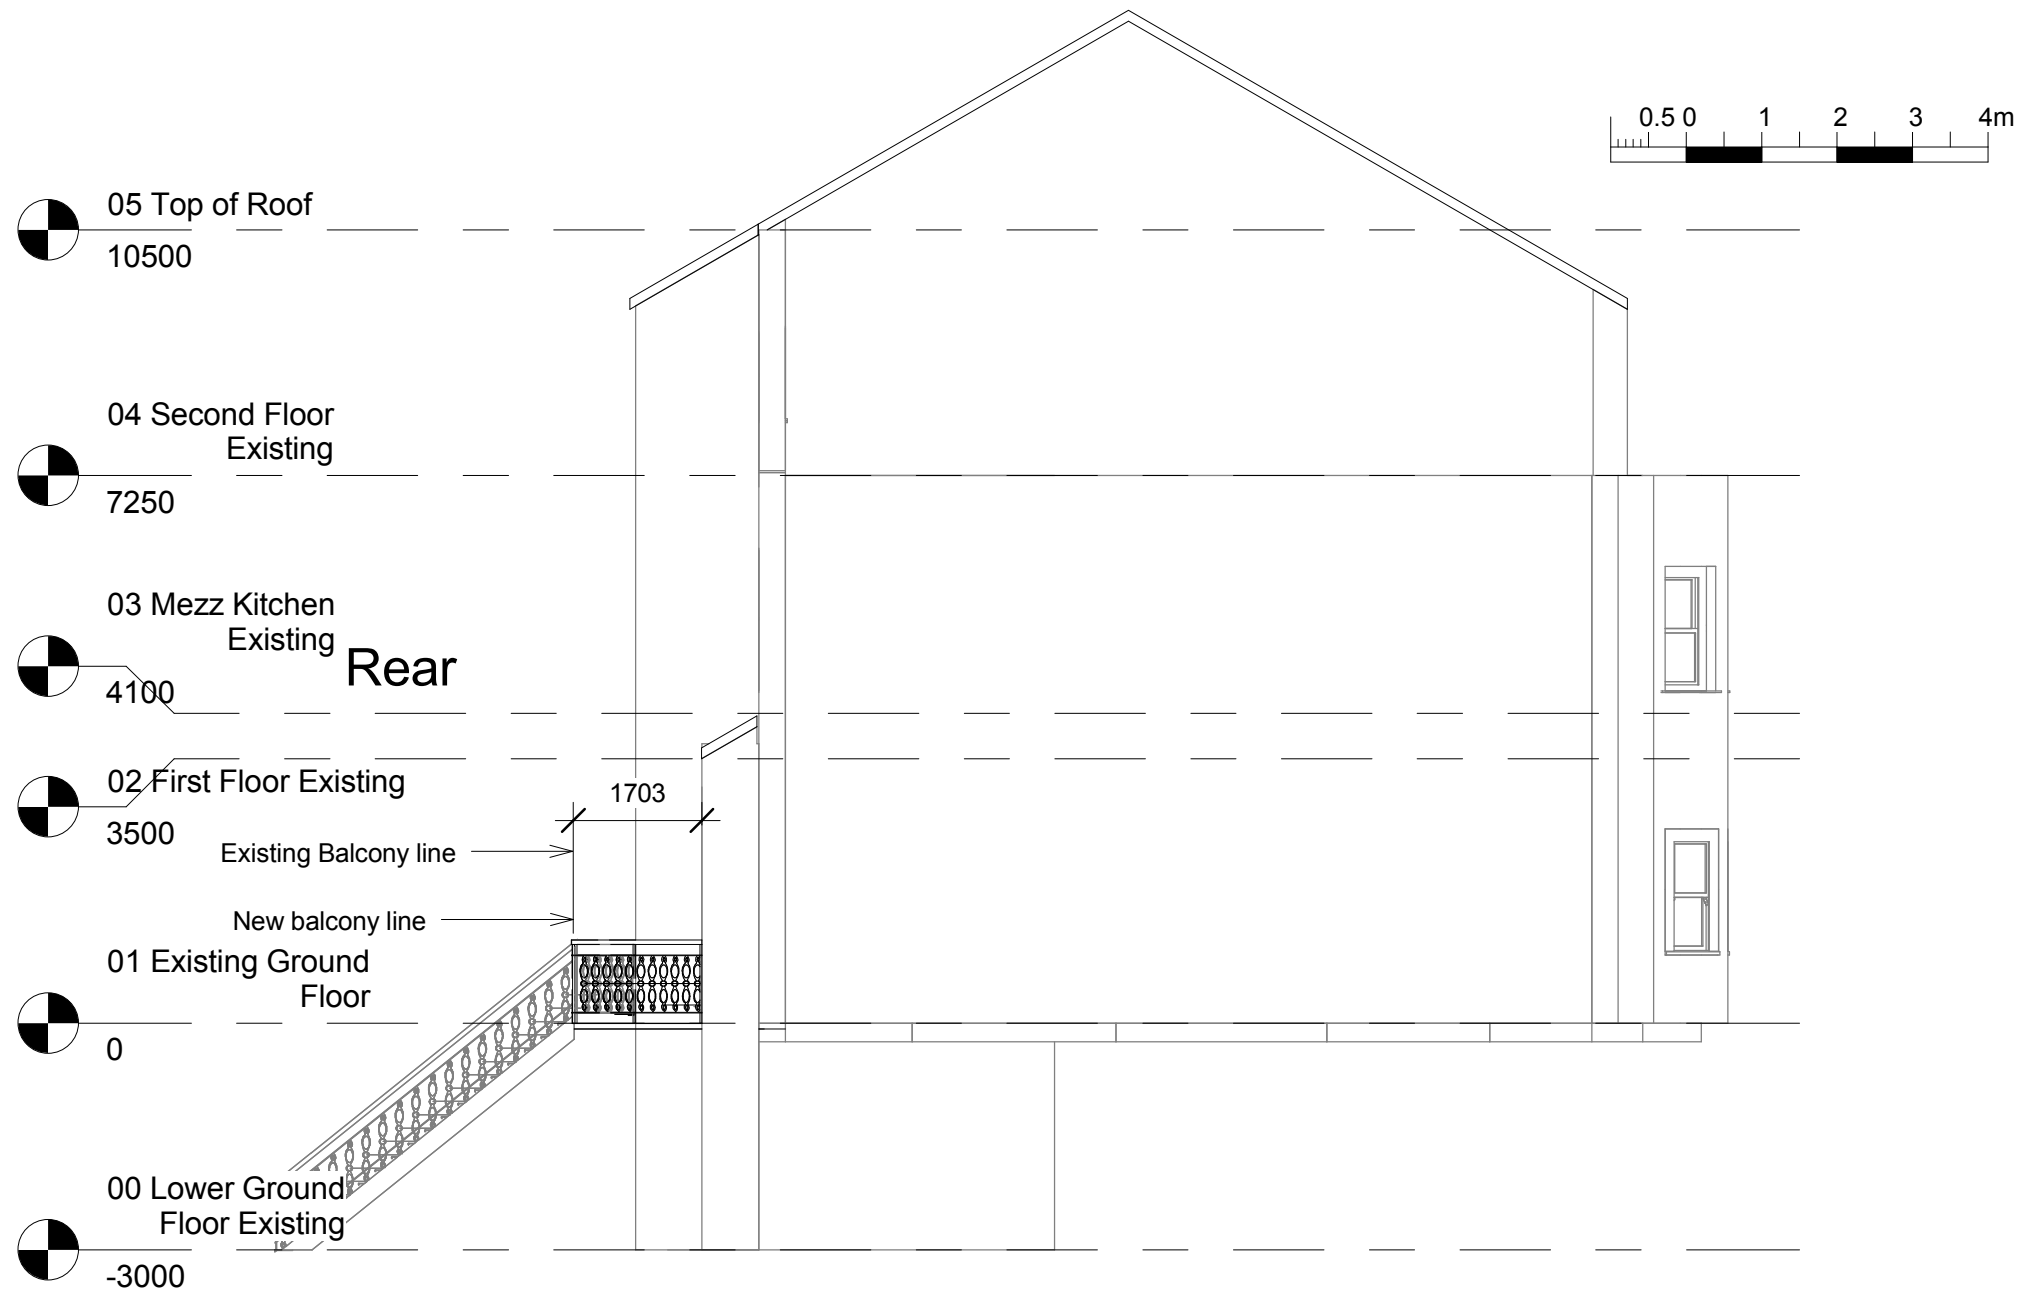 0.5 0 1 2 3 4m
05 Top of Roof
10500
04 Second Floor
Existing
7250
03 Mezz Kitchen
Existing
Rear
4100
02 First Floor Existing
1703
3500
Existing Balcony line
New balcony line
01 Existing Ground
Floor
0
00 Lower Ground
Floor Existing
-3000